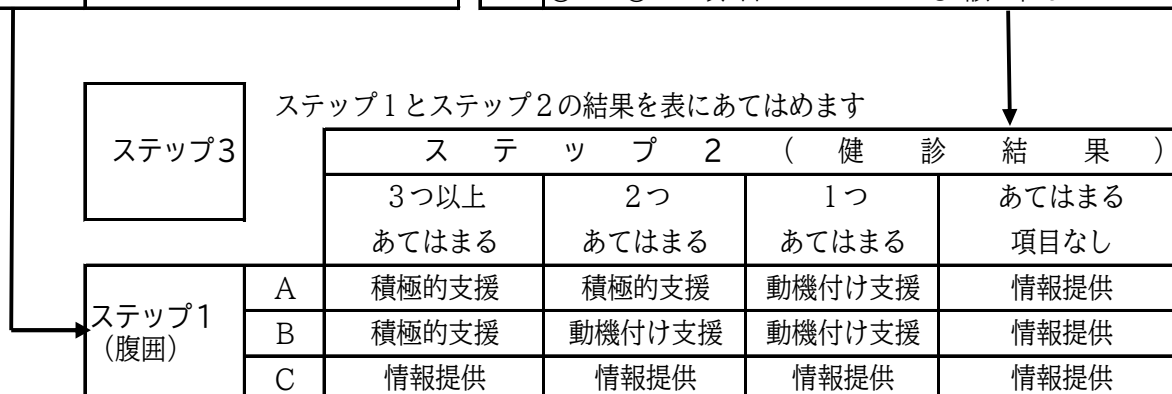 ステップ1とステップ2の結果を表にあてはめます
ステップ3
ステップ2(健診結果)
3つ以上
あてはまる
2つ
あてはまる
1つ
あてはまる
あてはまる
項目なし
ステップ1
(腹囲)
A 積極的支援 積極的支援 動機付け支援 情報提供
B 積極的支援 動機付け支援 動機付け支援 情報提供
C 情報提供 情報提供 情報提供 情報提供